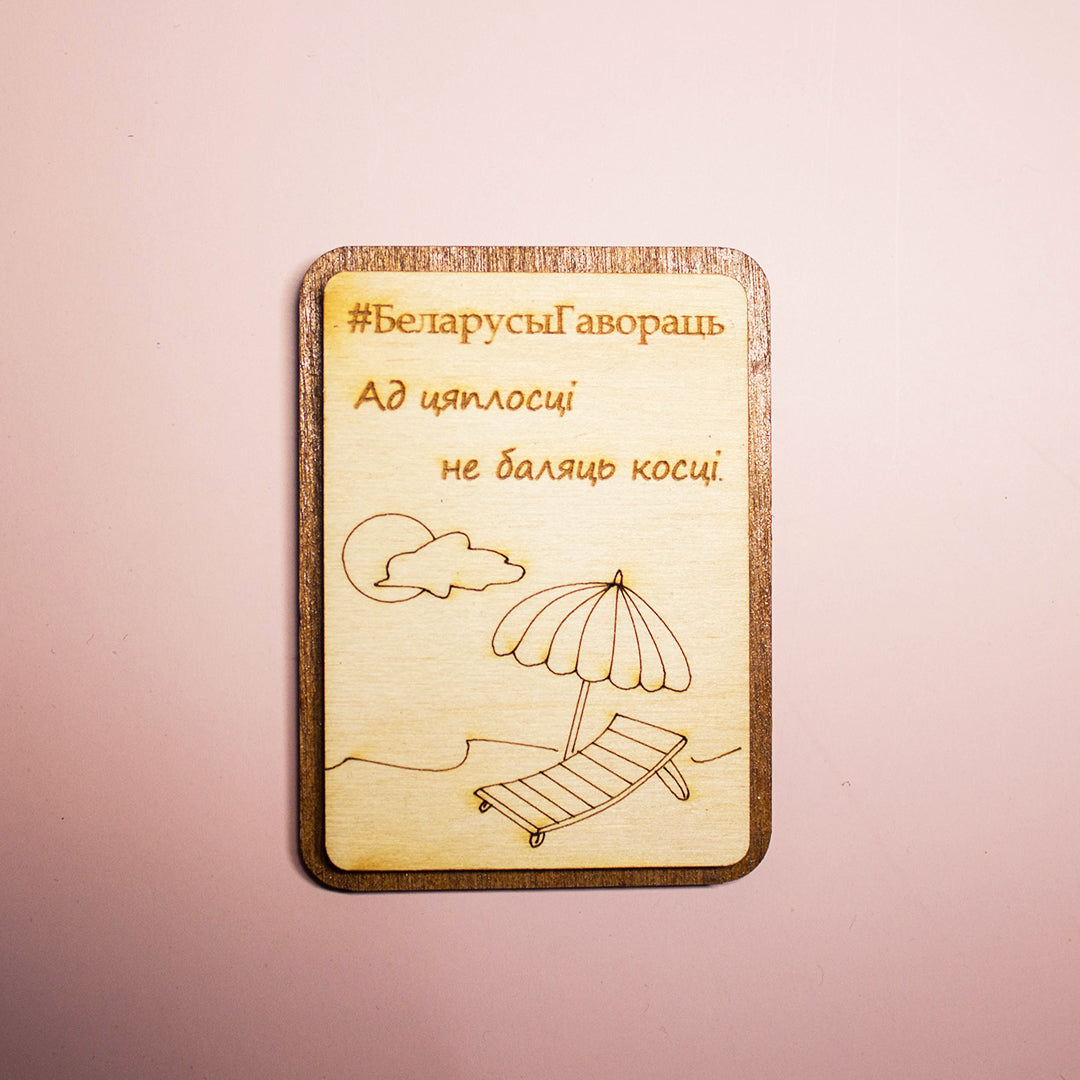 #БеларусыГавораць
Ад цяплосці
не баляць косці.